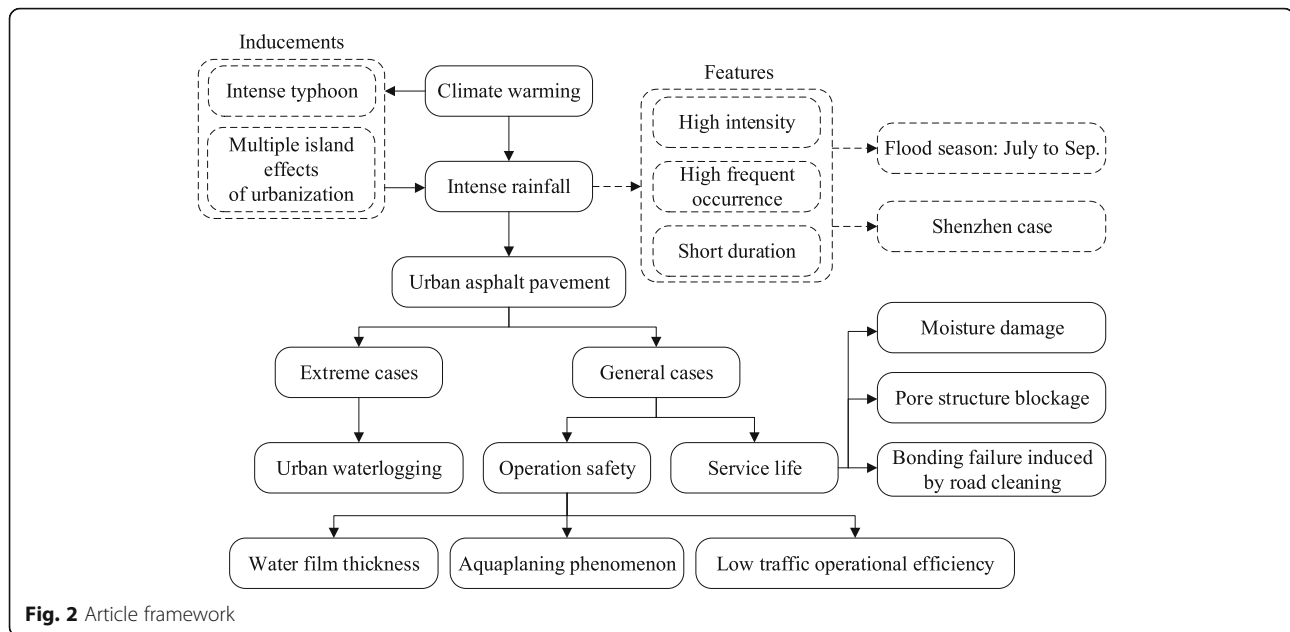 Inducements
Intense typhoon
Climate warming
Features
High intensity
Multiple island
effects
of urbanization
Intense rainfall
High frequent
occurrence
Flood season: July to Sep.
Short duration
Shenzhen case
Urban asphalt pavement
Moisture damage
Extreme cases
General cases
Pore structure blockage
Urban waterlogging
Operation safety
Service life
Bonding failure induced
by road cleaning
Water film thickness
Aquaplaning phenomenon
Low traffic operational efficiency
Fig. 2 Article framework